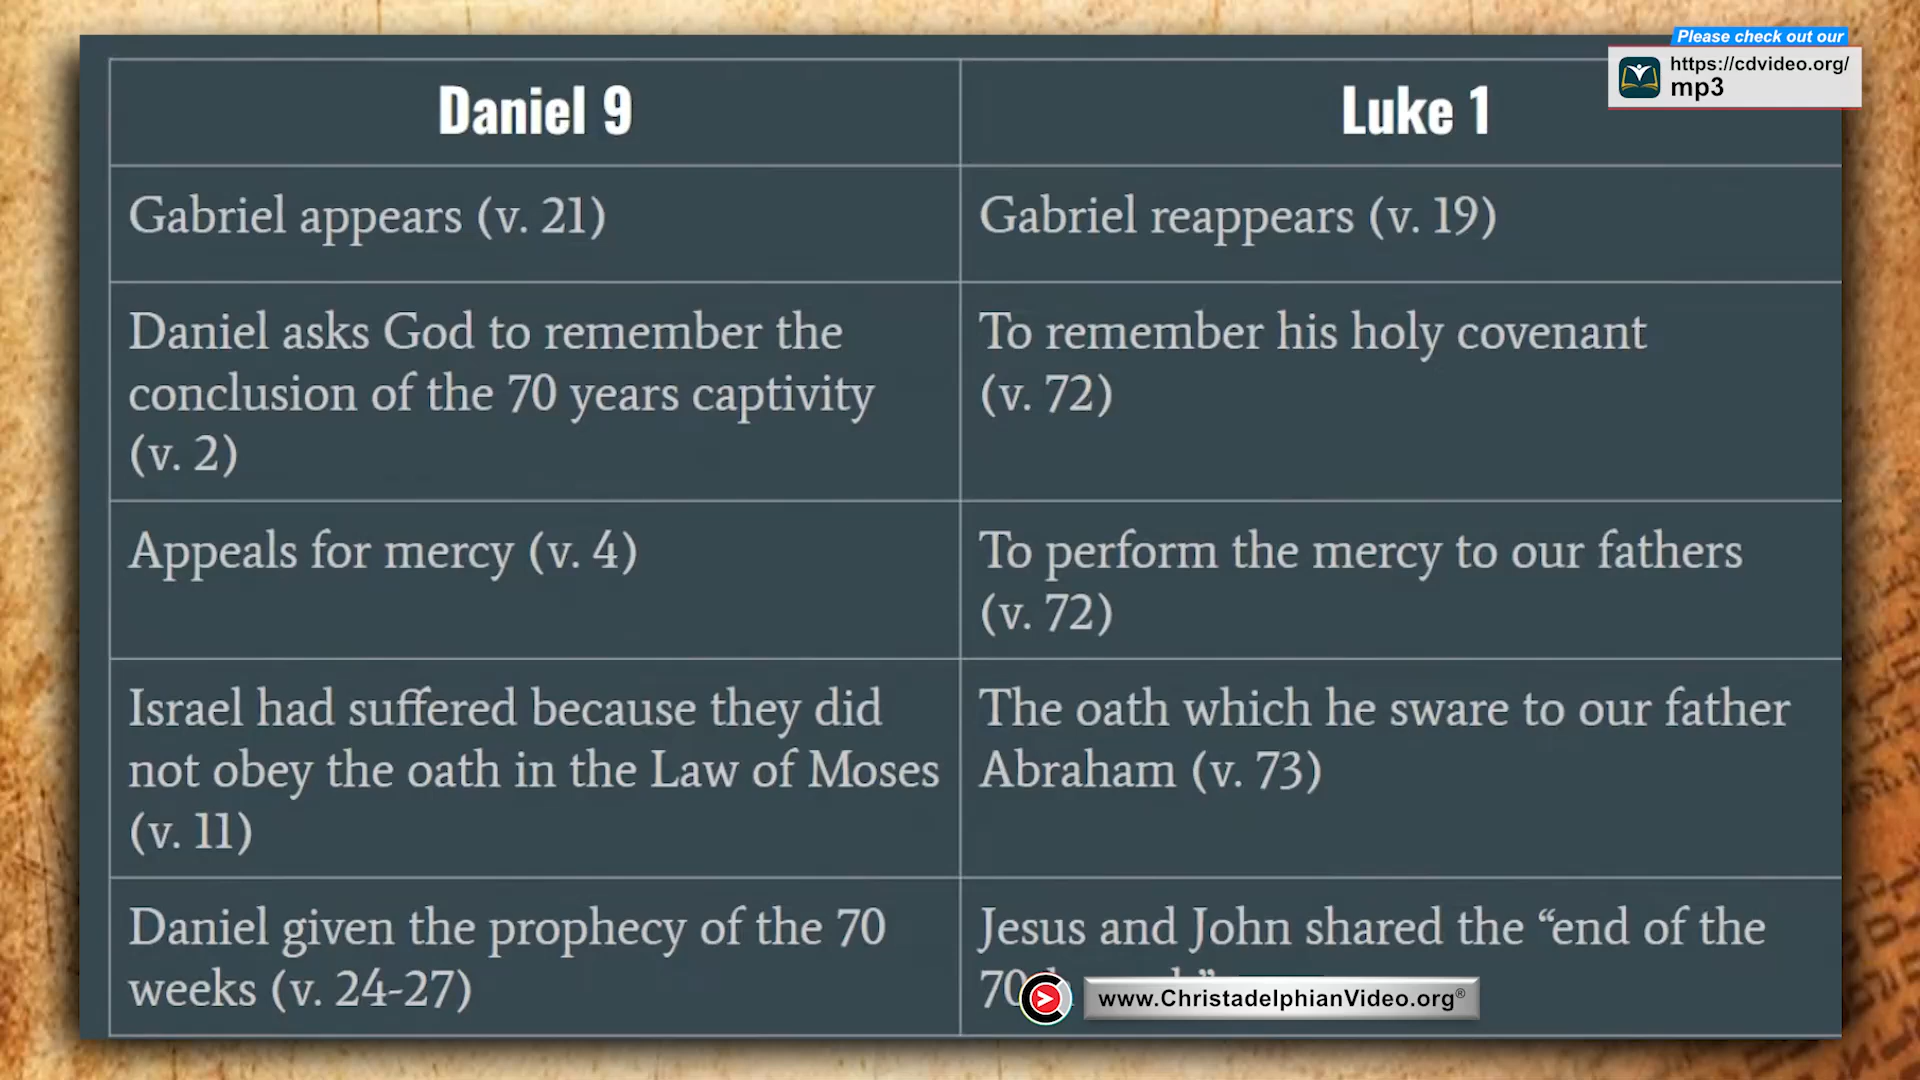 Please check out our
https://cdvideo.org/
mp3
Daniel 9
Luke 1
Gabriel appears (v. 21)
Gabriel reappears (v. 19)
Daniel asks God to remember the
conclusion of the 70 years captivity
(v. 2)
To remember his holy covenant
(v. 72)
Appeals for mercy (v. 4)
To perform the mercy to our fathers
(v. 72)
Israel had suffered because they did
not obey the oath in the Law of Moses
(v. 11)
The oath which he sware to our father
Abraham (v. 73)
Daniel given the prophecy of the 70
weeks (v. 24-27)
Jesus and John shared the “end of the
www.ChristadelphianVideo.org®